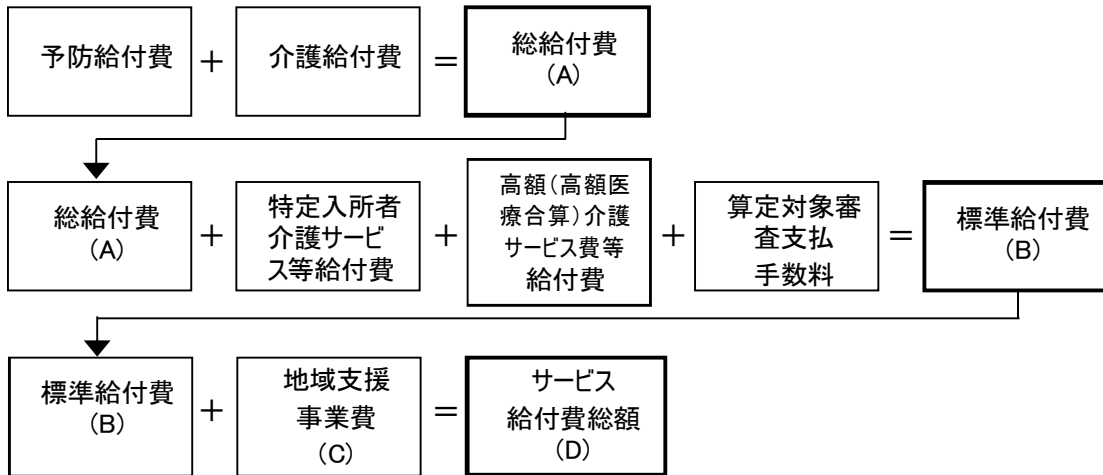 予防給付費 + 介護給付費 = 総給付費
(A)
総給付費
(A)
+
特定入所者
介護サービ
ス等給付費
+
高額(高額医
療合算)介護
サービス費等
給付費
+
算定対象審
査支払
手数料
=
標準給付費
(B)
標準給付費
(B)
+
地域支援
事業費
(C)
=
サービス
給付費総額
(D)